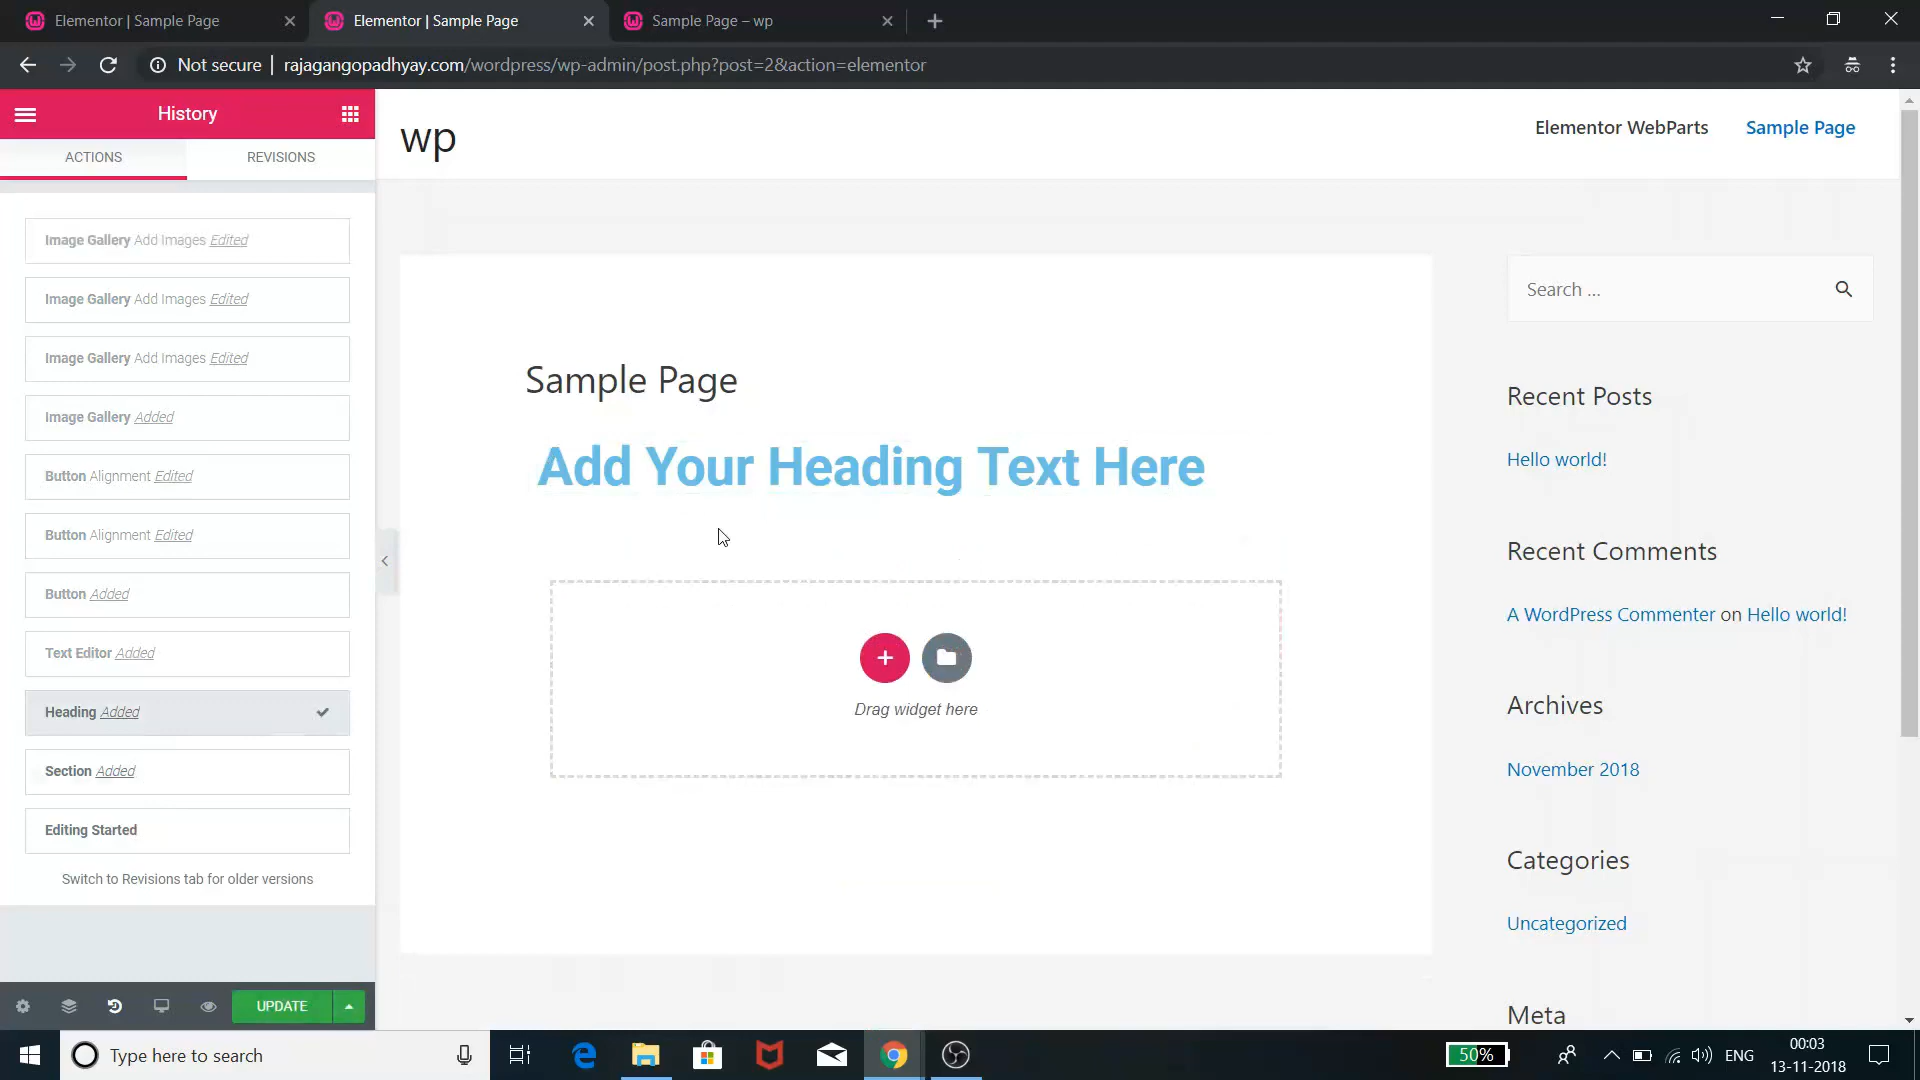 Elementor | Sample Page
Elementor | Sample Page
Sample Page – wp
Not secure | rajagangopadhyay.com/wordpress/wp-admin/post.php?post=2&action=elementor
History
ACTIONS
REVISIONS
Image Gallery Add Images Edited
Image Gallery Add Images Edited
Image Gallery Add Images Edited
Image Gallery Added
Button Alignment Edited
Button Alignment Edited
Button Added
Text Editor Added
Heading Added
Section Added
Editing Started
Switch to Revisions tab for older versions
UPDATE
wp
Elementor WebParts
Sample Page
Sample Page
Add Your Heading Text Here
Drag widget here
Search ...
Recent Posts
Hello world!
Recent Comments
A WordPress Commenter on Hello world!
Archives
November 2018
Categories
Uncategorized
Meta
Type here to search
50%
ENG
00:03
13-11-2018